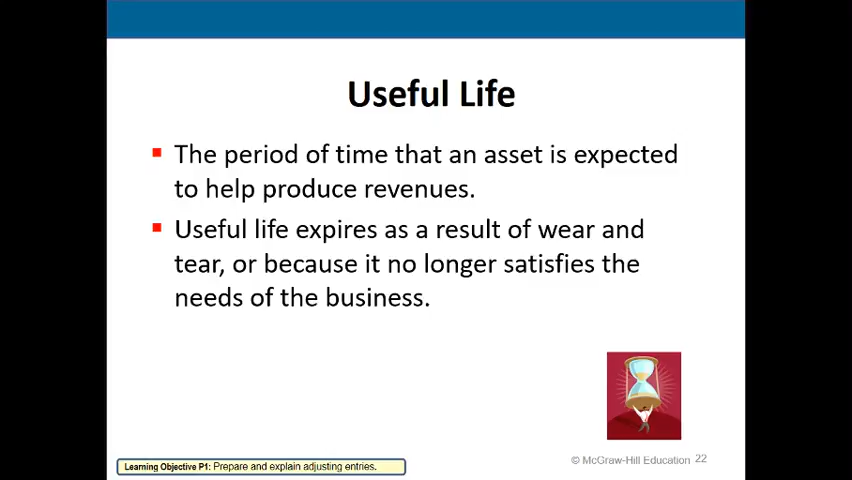 Useful Life
The period of time that an asset is expected
to help produce revenues.
Useful life expires as a result of wear and
tear, or because it no longer satisfies the
needs of the business.
Learning Objective P1: Prepare and explain adjusting entries.
© McGraw-Hill Education 22